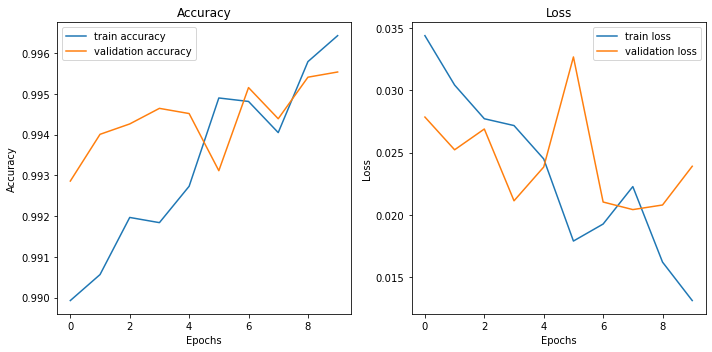 Accuracy
train accuracy
validation accuracy
0.996
0.995
0.994
0.993
0.992
0.991
0.990
Accuracy
0 2 4 6 8
Epochs
Loss
train loss
validation loss
0.035
0.030
0.025
0.020
0.015
Loss
0 2 4 6 8
Epochs